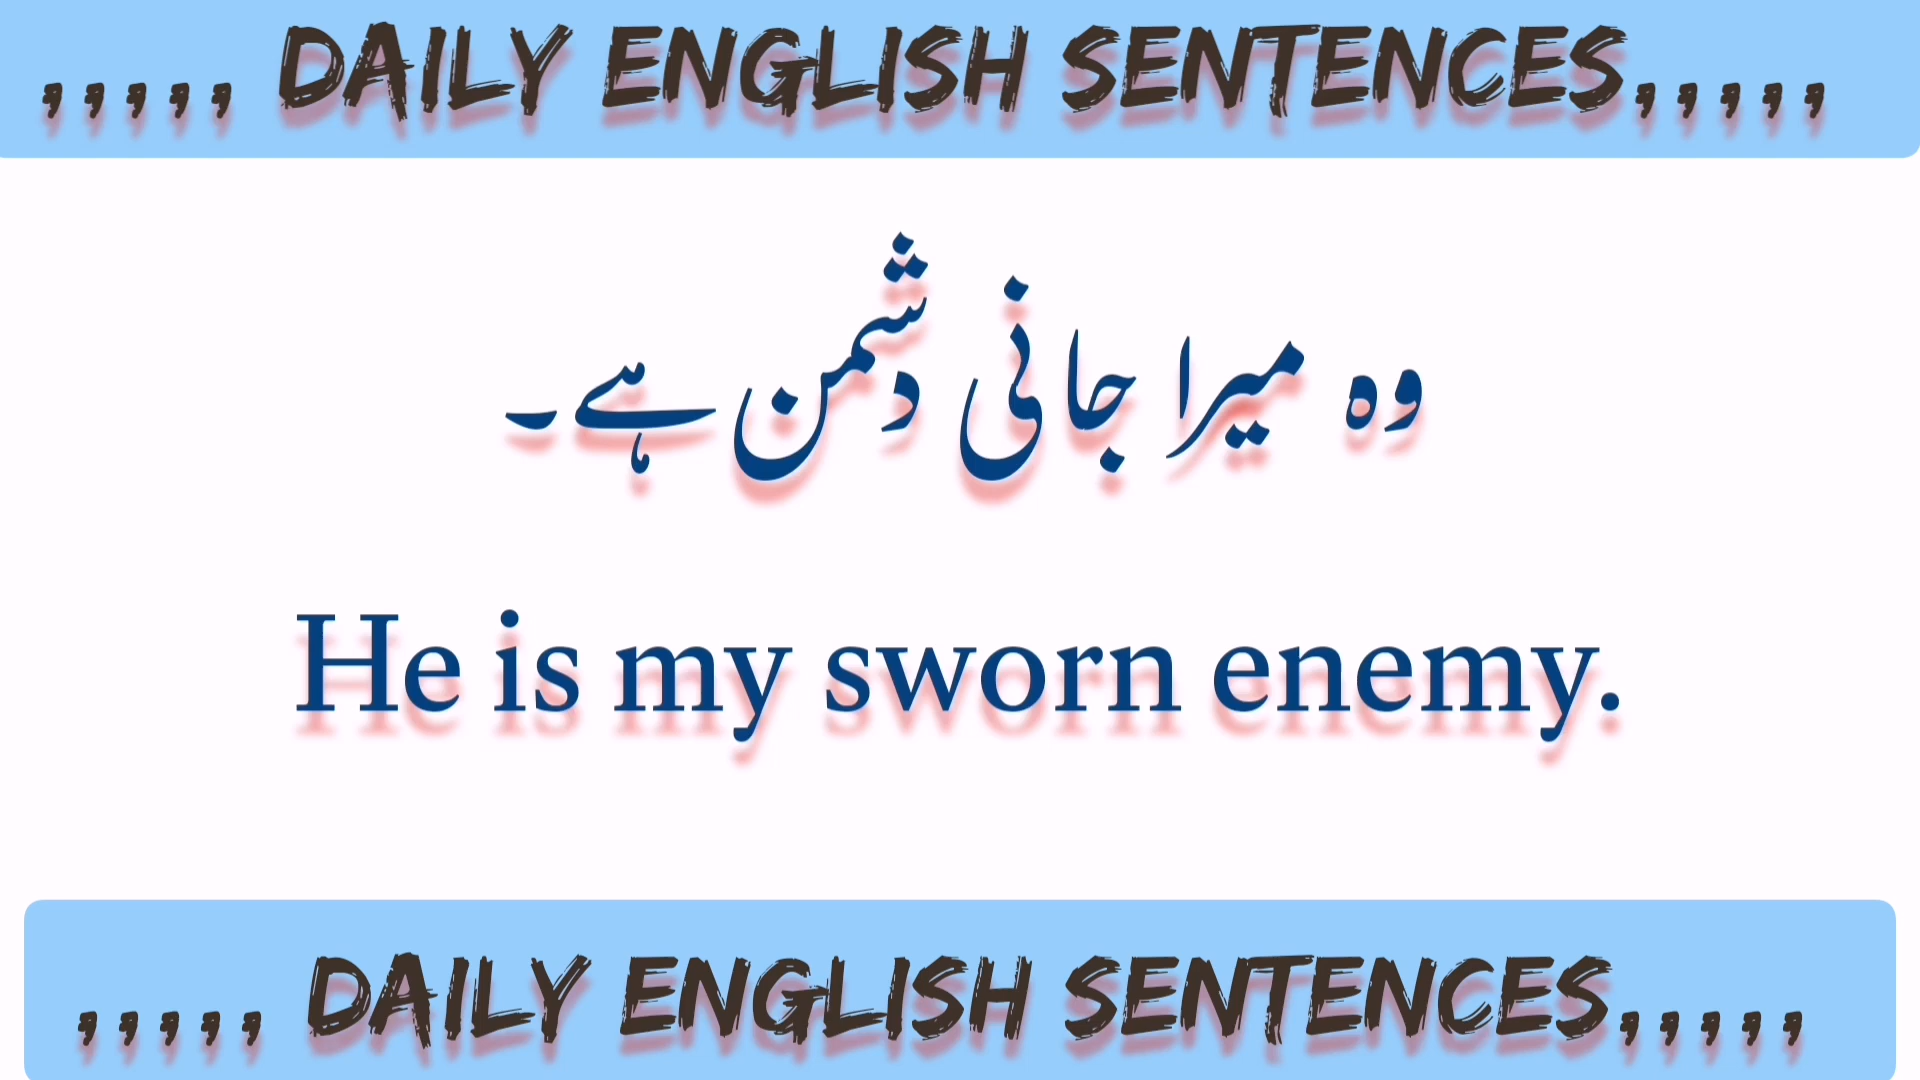 ,,,,, DAILY ENGLISH SENTENCES,,,,,
وہ میرا جانی دشمن ہے۔
He is my sworn enemy.
,,,,, DAILY ENGLISH SENTENCES,,,,,